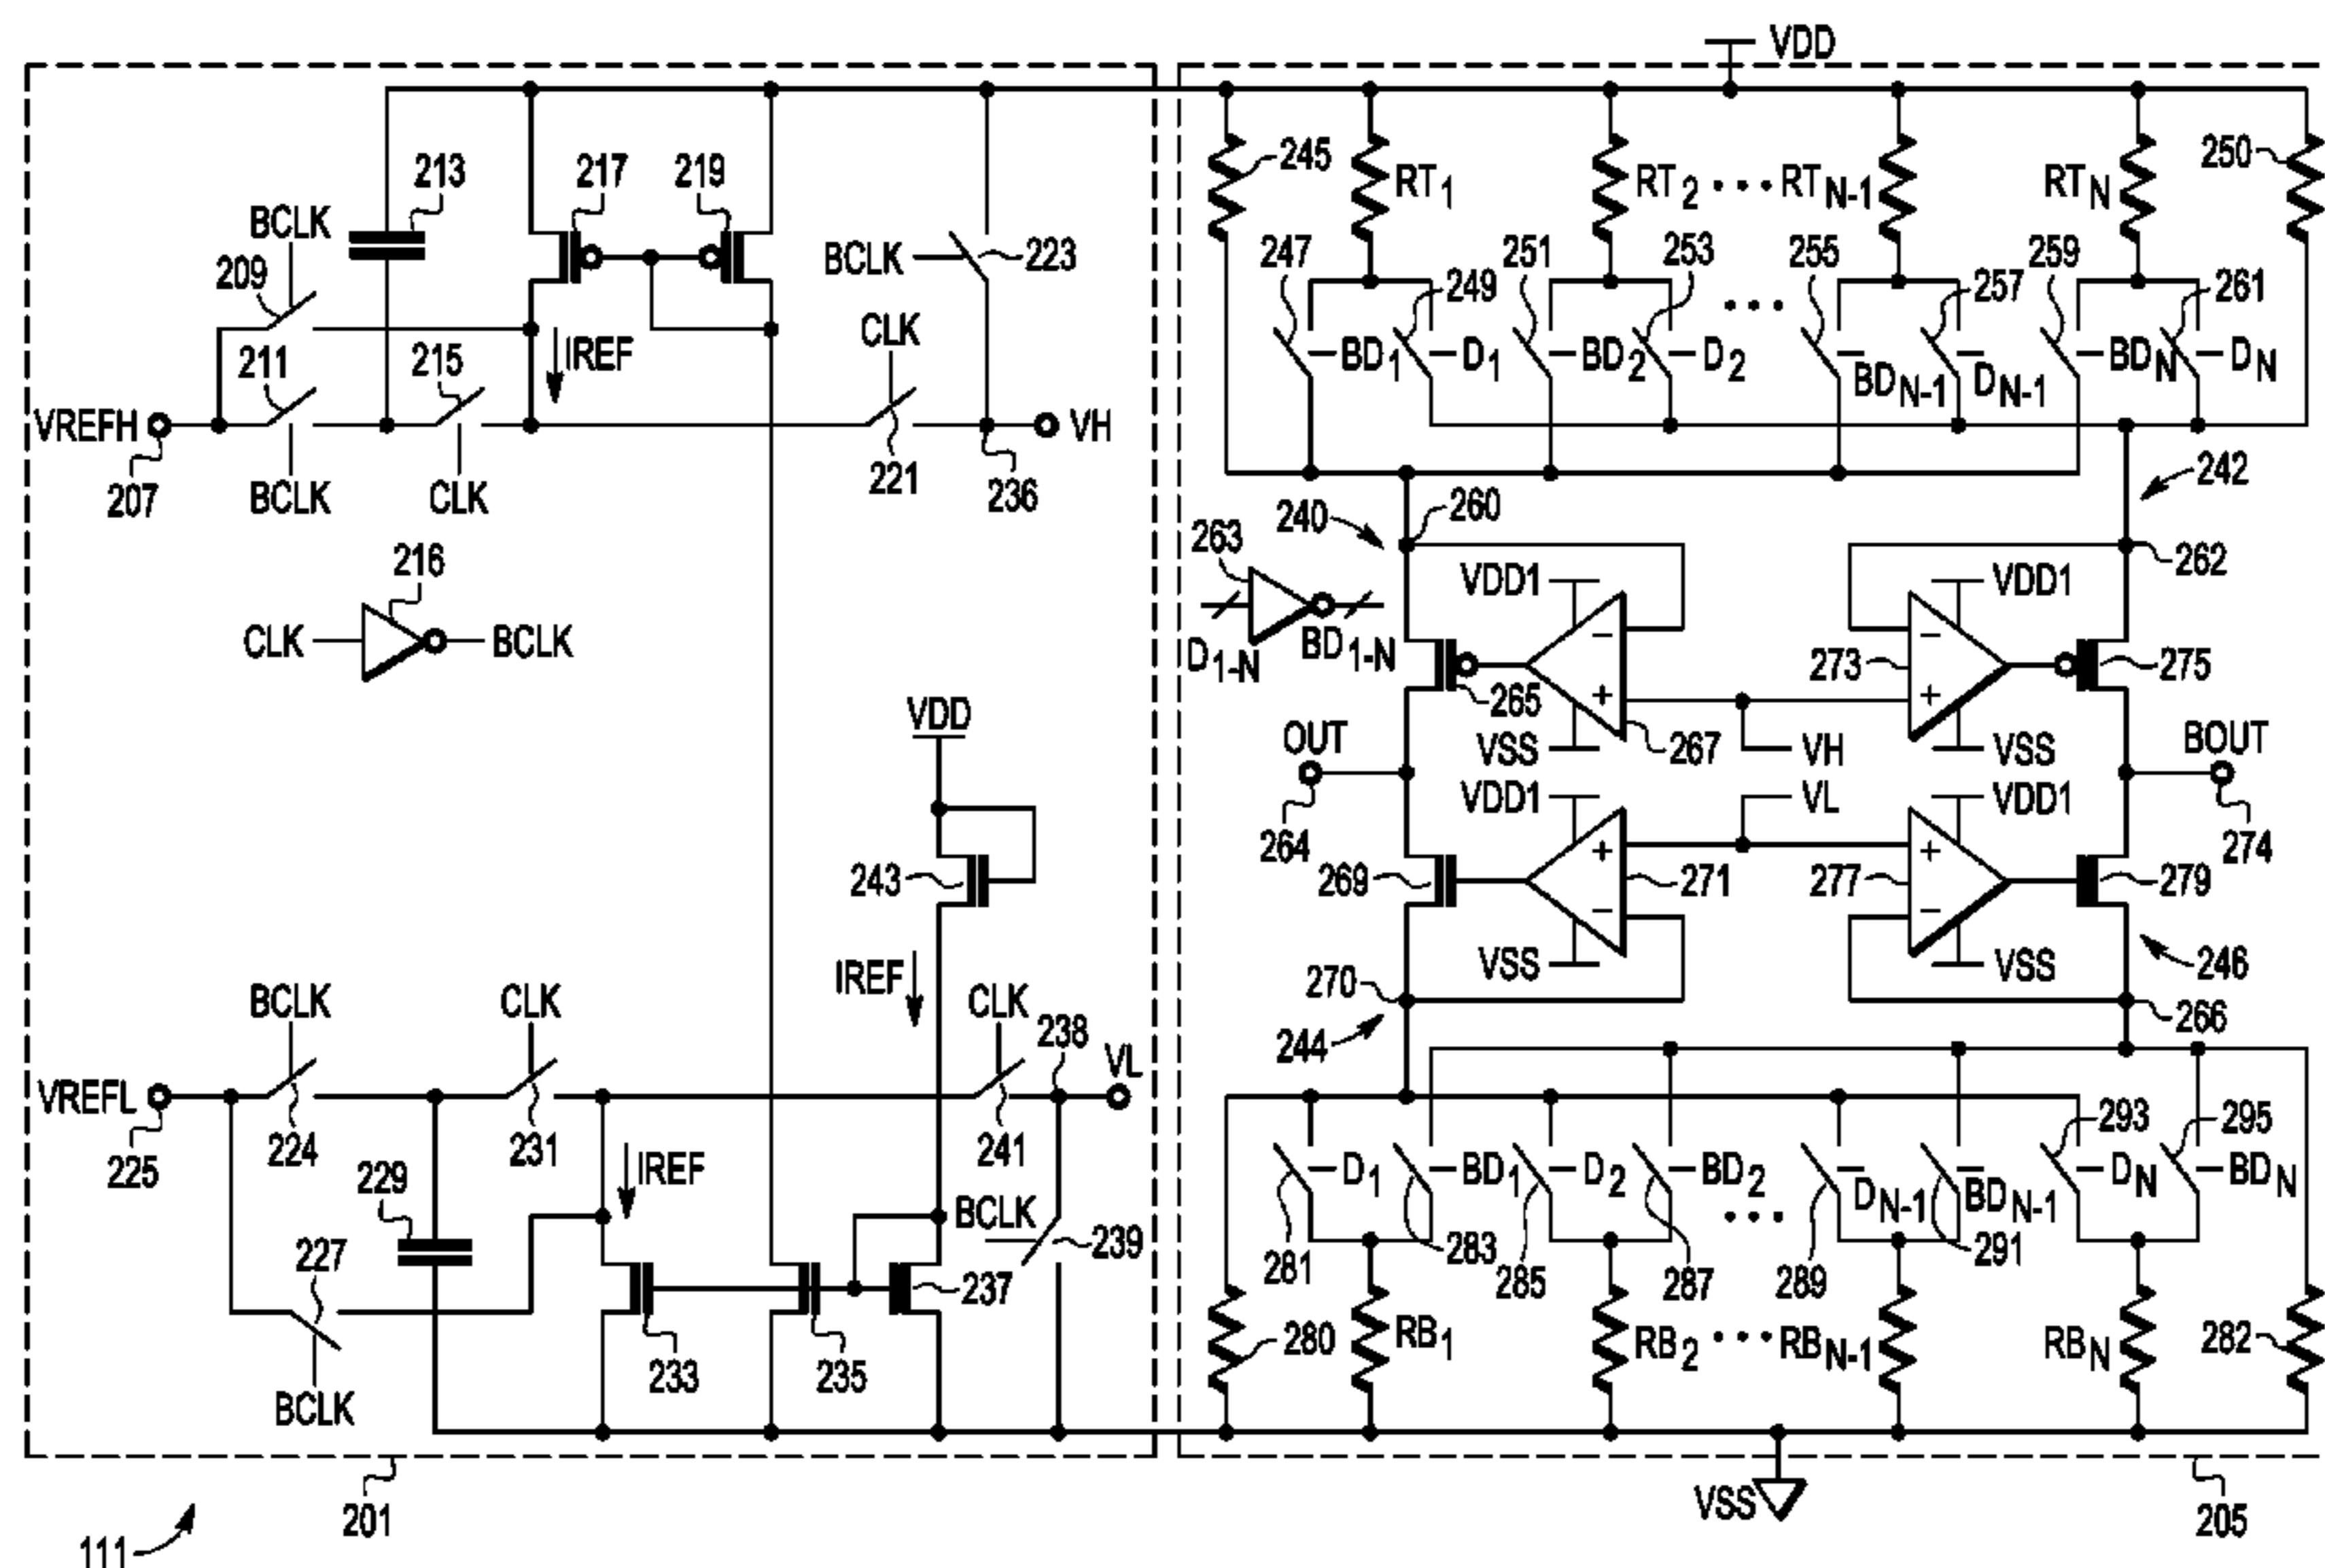 VDD
213
217
219
245
RT1
RT2
RTN-1
RTN
250
BCLK
209
BCLK
223
247
251
253
255
257
259
261
249
211
215
IREF
CLK
BD1
D1
BD2
D2
BDN-1
DN-1
BDN
DN
VREFH
207
BCLK
CLK
221
236
VH
242
240
260
263
216
CLK
BCLK
D1-N
BD1-N
VDD1
VDD1
262
−
+
−
+
265
267
273
275
VSS
VH
VSS
OUT
264
BOUT
274
VDD
VDD1
VL
VDD1
243
269
+
−
271
277
+
−
279
IREF
VSS
VSS
246
270
244
266
BCLK
CLK
CLK
238
VL
VREFL
225
224
231
241
IREF
229
227
BCLK
BCLK
239
233
235
237
D1
BD1
D2
BD2
DN-1
BDN-1
293
DN
295
BDN
281
283
285
287
289
291
280
RB1
RB2
RBN-1
RBN
282
VSS
111
201
205